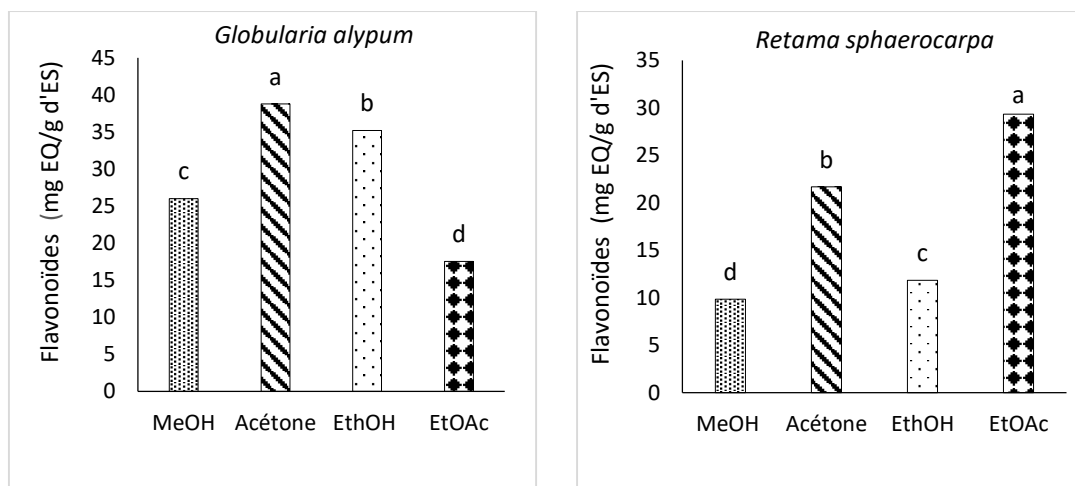 Globularia alypum
Flavonoïdes (mg EQ/g d'ES)
45
40
35
30
25
20
15
10
5
0
c
a
b
d
MeOH Acétone EthOH EtOAc
Retama sphaerocarpa
Flavonoïdes (mg EQ/g d'ES)
35
30
25
20
15
10
5
0
d
b
c
a
MeOH Acétone EthOH EtOAc